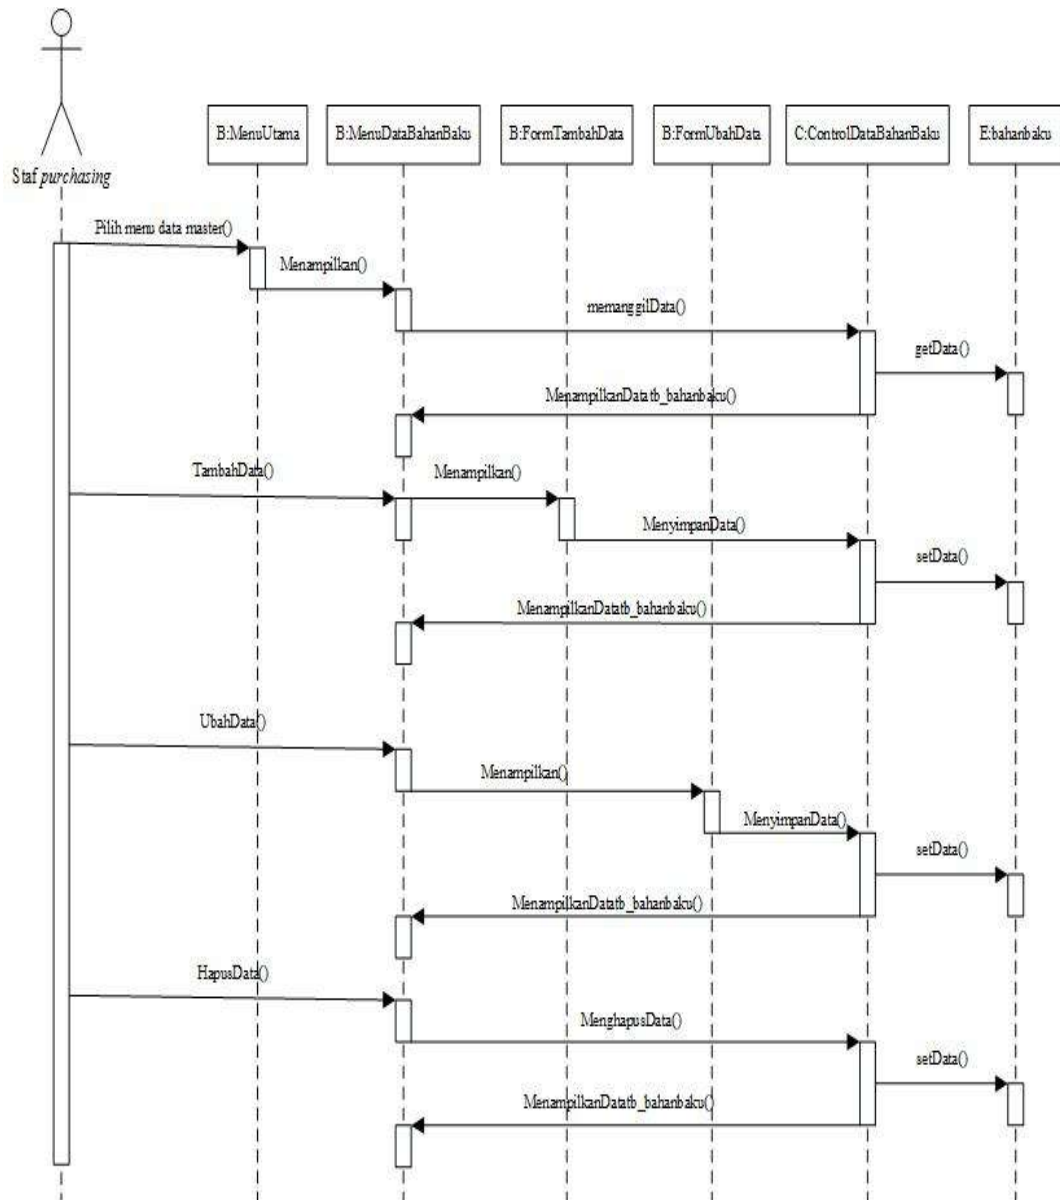 B:MenuUtama
B:MenuDataBahanBaku
B:FormTambahData
B:FormUbahData
C:ControlDataBahanBaku
E:bahanbaku
Staf purchasing
Pilih menu data master()
Menampilkan()
memanggilData()
getData()
MenampilkanDatatb_bahanbaku()
TambahData()
Menampilkan()
MenyimpanData()
setData()
MenampilkanDatatb_bahanbaku()
UbahData()
Menampilkan()
MenyimpanData()
setData()
MenampilkanDatatb_bahanbaku()
HapusData()
MenghapusData()
setData()
MenampilkanDatatb_bahanbaku()